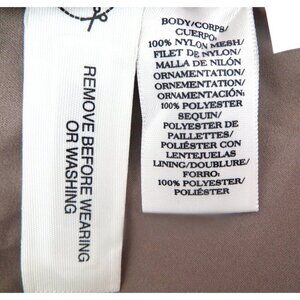 REMOVE BEFORE WEARING
OR WASHING
BODY/CORPS/
CUERPO:
100% NYLON MESH/
FILET DE NYLON/
MALLA DE NILÓN
ORNAMENTATION/
ORNEMENTATION/
ORNAMENTACIÓN:
100% POLYESTER
SEQUIN/
POLYESTER DE
PAILLETTES/
POLIÉSTER CON
LENTEJUELAS
LINING/DOUBLURE/
FORRO:
100% POLYESTER/
POLIÉSTER